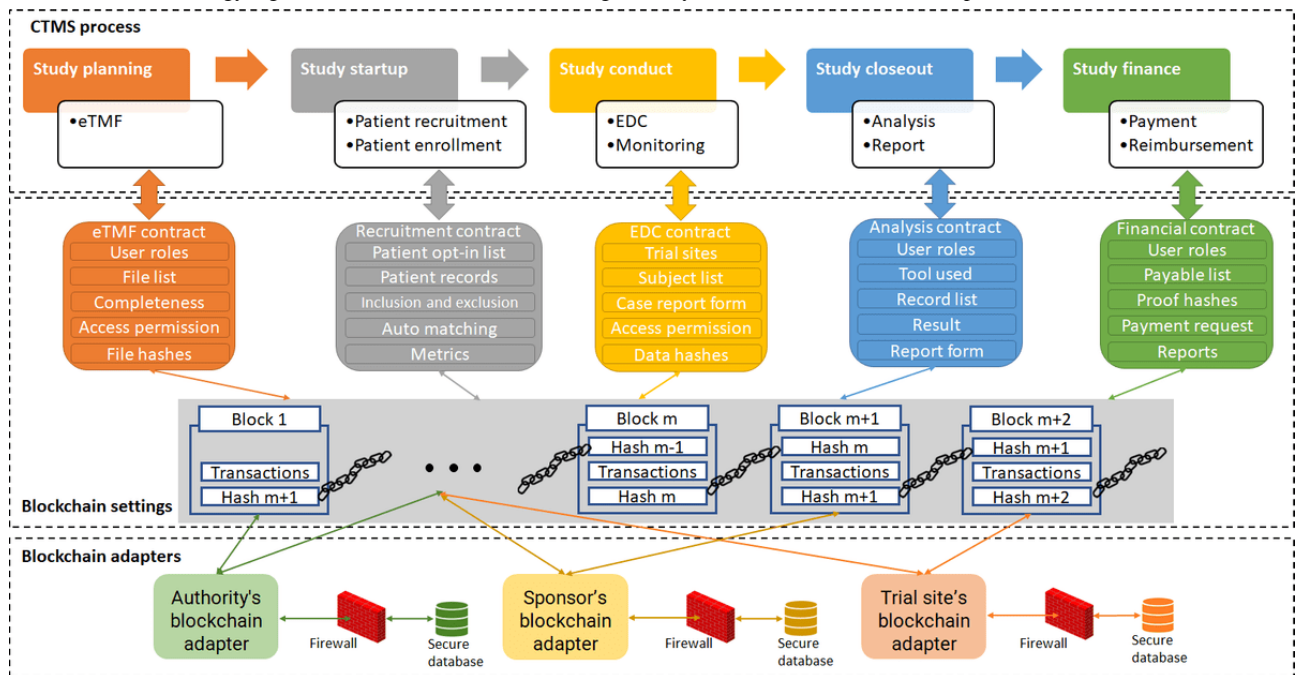 CTMS process
Study planning
Study startup
Study conduct
Study closeout
Study finance
•eTMF
•Patient recruitment
•Patient enrollment
•EDC
•Monitoring
•Analysis
•Report
•Payment
•Reimbursement
eTMF contract
User roles
File list
Completeness
Access permission
File hashes
Recruitment contract
Patient opt-in list
Patient records
Inclusion and exclusion
Auto matching
Metrics
EDC contract
Trial sites
Subject list
Case report form
Access permission
Data hashes
Analysis contract
User roles
Tool used
Record list
Result
Report form
Financial contract
User roles
Payable list
Proof hashes
Payment request
Reports
Block 1
Transactions
Hash m+1
• • •
Block m
Hash m-1
Transactions
Hash m
Block m+1
Hash m
Transactions
Hash m+1
Block m+2
Hash m+1
Transactions
Hash m+2
Blockchain settings
Blockchain adapters
Authority's
blockchain
adapter
Firewall
Secure
database
Sponsor's
blockchain
adapter
Firewall
Secure
database
Trial site's
blockchain
adapter
Firewall
Secure
database